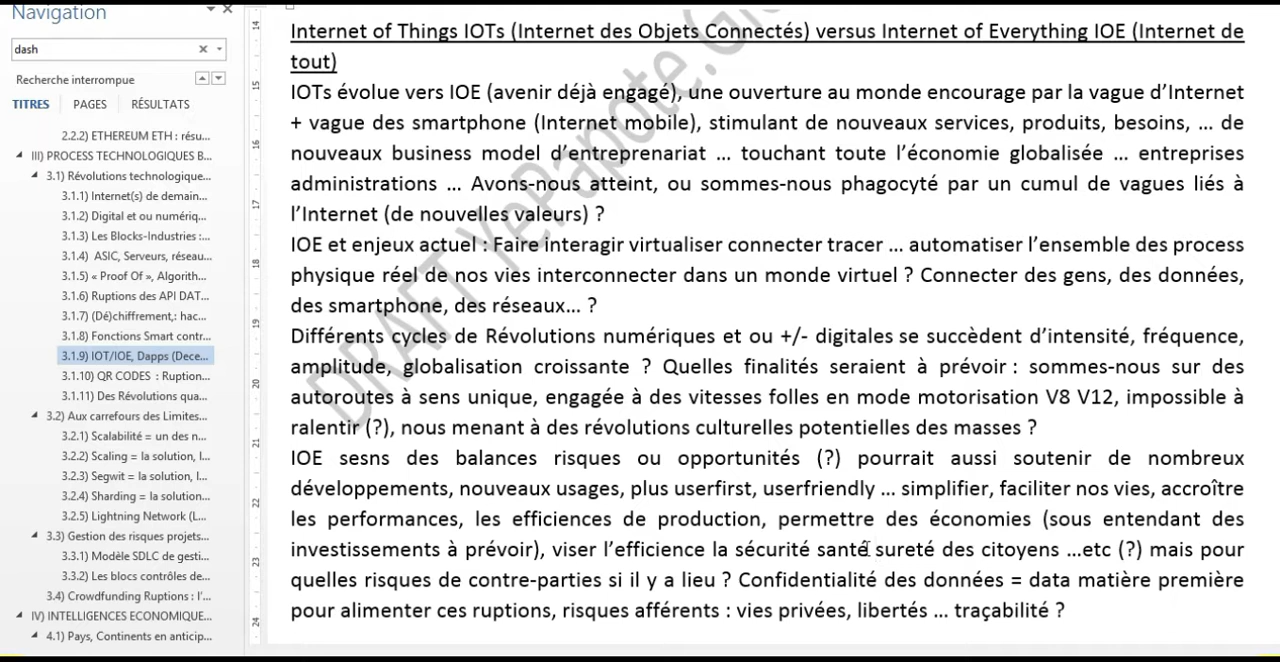 Navigation
dash
Recherche interrompue
TITRES PAGES RÉSULTATS
2.2.2) ETHEREUM ETH : résu...
III) PROCESS TECHNOLOGIQUES B...
3.1) Révolutions technologique...
3.1.1) Internet(s) de demain...
3.1.2) Digital et ou numériq...
3.1.3) Les Blocks-Industries :...
3.1.4) ASIC, Serveurs, réseau...
3.1.5) « Proof Of », Algorith...
3.1.6) Ruptions des API DAT...
3.1.7) (Dé)chiffrement,: hac...
3.1.8) Fonctions Smart contr...
3.1.9) IOT/IOE, Dapps (Dece...
3.1.10) QR CODES : Ruption...
3.1.11) Des Révolutions qua...
3.2) Aux carrefours des Limites...
3.2.1) Scalabilité = un des n...
3.2.2) Scaling = la solution, l...
3.2.3) Segwit = la solution, l...
3.2.4) Sharding = la solution...
3.2.5) Lightning Network (L...
3.3) Gestion des risques projets...
3.3.1) Modèle SDLC de gesti...
3.3.2) Les blocs contrôles de...
3.4) Crowdfunding Ruptions : l'...
IV) INTELLIGENCES ECONOMIQUE...
4.1) Pays, Continents en anticip...
14
15
16
17
18
19
20
21
22
23
24
Internet of Things IOTs (Internet des Objets Connectés) versus Internet of Everything IOE (Internet de
tout)
IOTs évolue vers IOE (avenir déjà engagé), une ouverture au monde encourage par la vague d'Internet
+ vague des smartphone (Internet mobile), stimulant de nouveaux services, produits, besoins, ... de
nouveaux business model d'entreprenariat ... touchant toute l'économie globalisée ... entreprises
administrations ... Avons-nous atteint, ou sommes-nous phagocyté par un cumul de vagues liés à
l'Internet (de nouvelles valeurs) ?
IOE et enjeux actuel : Faire interagir virtualiser connecter tracer ... automatiser l'ensemble des process
physique réel de nos vies interconnecter dans un monde virtuel ? Connecter des gens, des données,
des smartphone, des réseaux... ?
Différents cycles de Révolutions numériques et ou +/- digitales se succèdent d'intensité, fréquence,
amplitude, globalisation croissante ? Quelles finalités seraient à prévoir : sommes-nous sur des
autoroutes à sens unique, engagée à des vitesses folles en mode motorisation V8 V12, impossible à
ralentir (?), nous menant à des révolutions culturelles potentielles des masses ?
IOE sesns des balances risques ou opportunités (?) pourrait aussi soutenir de nombreux
développements, nouveaux usages, plus userfirst, userfriendly ... simplifier, faciliter nos vies, accroître
les performances, les efficiences de production, permettre des économies (sous entendant des
investissements à prévoir), viser l'efficience la sécurité santé sureté des citoyens ...etc (?) mais pour
quelles risques de contre-parties si il y a lieu ? Confidentialité des données = data matière première
pour alimenter ces ruptions, risques afférents : vies privées, libertés ... traçabilité ?